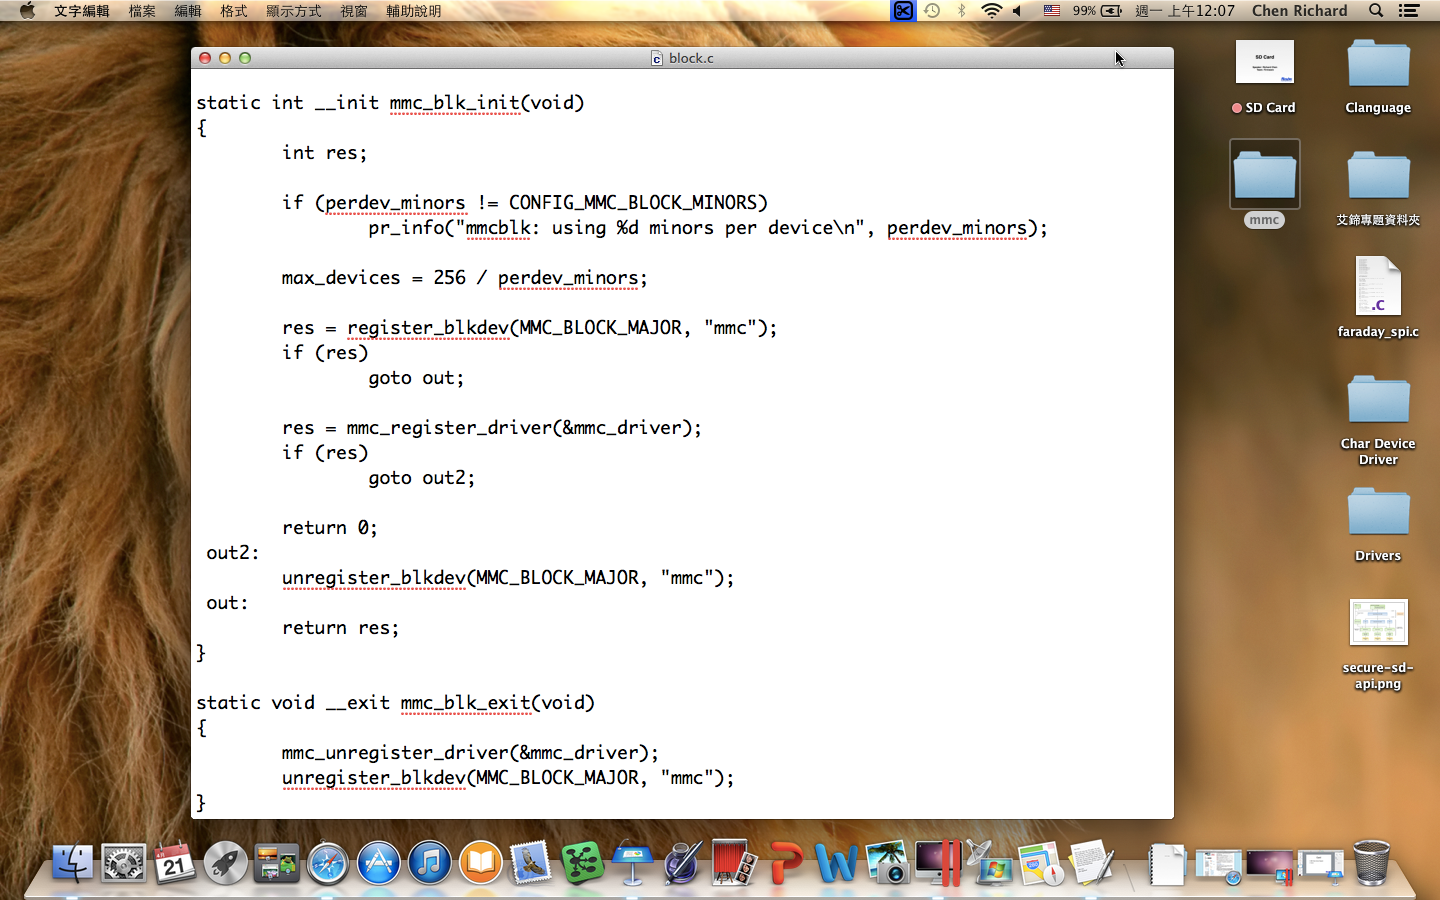 文字編輯 檔案 編輯 格式 顯示方式 視窗 輔助說明 99% 週一 上午12:07 Chen Richard
block.c
static int __init mmc_blk_init(void)
{
int res;
if (perdev_minors != CONFIG_MMC_BLOCK_MINORS)
pr_info("mmcblk: using %d minors per device\n", perdev_minors);
max_devices = 256 / perdev_minors;
res = register_blkdev(MMC_BLOCK_MAJOR, "mmc");
if (res)
goto out;
res = mmc_register_driver(&mmc_driver);
if (res)
goto out2;
return 0;
out2:
unregister_blkdev(MMC_BLOCK_MAJOR, "mmc");
out:
return res;
}
static void __exit mmc_blk_exit(void)
{
mmc_unregister_driver(&mmc_driver);
unregister_blkdev(MMC_BLOCK_MAJOR, "mmc");
}
SD Card
SD Card
Clanguage
mmc
艾鍗專題資料夾
.C
faraday_spi.c
Char Device
Driver
Drivers
secure-sd-
api.png
21